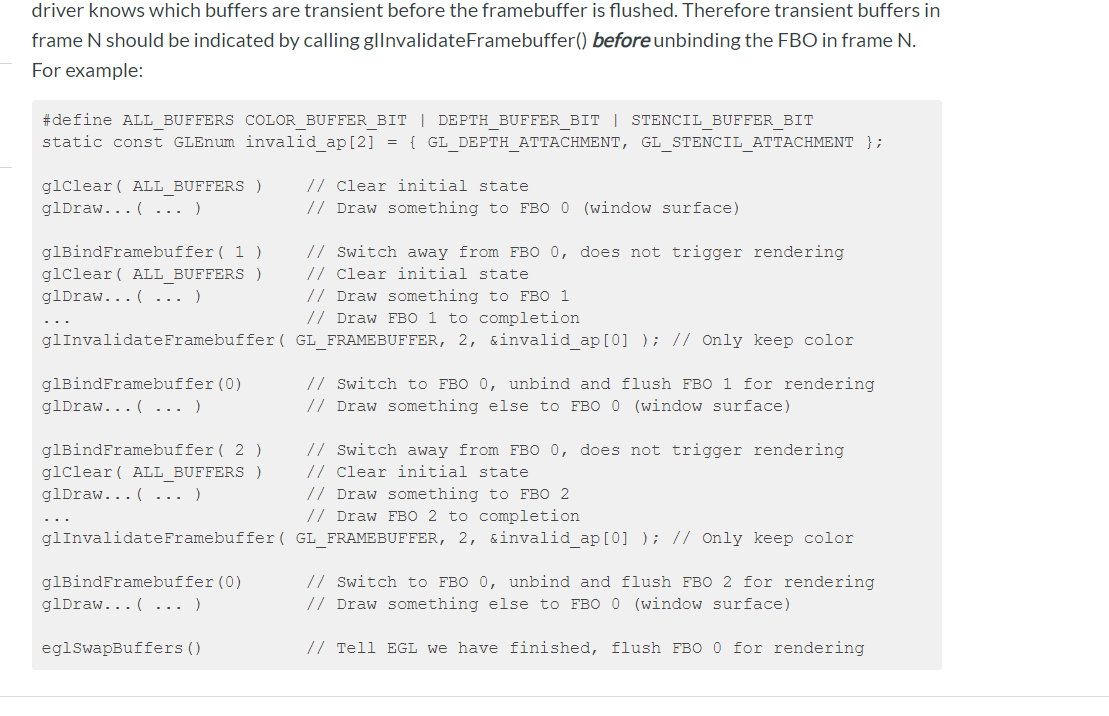 driver knows which buffers are transient before the framebuffer is flushed. Therefore transient buffers in
frame N should be indicated by calling glInvalidateFramebuffer() before unbinding the FBO in frame N.
For example:
#define ALL_BUFFERS COLOR_BUFFER_BIT | DEPTH_BUFFER_BIT | STENCIL_BUFFER_BIT
static const GLEnum invalid_ap[2] = { GL_DEPTH_ATTACHMENT, GL_STENCIL_ATTACHMENT };
glClear( ALL_BUFFERS )    // Clear initial state
glDraw...( ... )          // Draw something to FBO 0 (window surface)
glBindFramebuffer( 1 )    // Switch away from FBO 0, does not trigger rendering
glClear( ALL_BUFFERS )    // Clear initial state
glDraw...( ... )          // Draw something to FBO 1
...                       // Draw FBO 1 to completion
glInvalidateFramebuffer( GL_FRAMEBUFFER, 2, &invalid_ap[0] ); // Only keep color
glBindFramebuffer(0)      // Switch to FBO 0, unbind and flush FBO 1 for rendering
glDraw...( ... )          // Draw something else to FBO 0 (window surface)
glBindFramebuffer( 2 )    // Switch away from FBO 0, does not trigger rendering
glClear( ALL_BUFFERS )    // Clear initial state
glDraw...( ... )          // Draw something to FBO 2
...                       // Draw FBO 2 to completion
glInvalidateFramebuffer( GL_FRAMEBUFFER, 2, &invalid_ap[0] ); // Only keep color
glBindFramebuffer(0)      // Switch to FBO 0, unbind and flush FBO 2 for rendering
glDraw...( ... )          // Draw something else to FBO 0 (window surface)
eglSwapBuffers()          // Tell EGL we have finished, flush FBO 0 for rendering